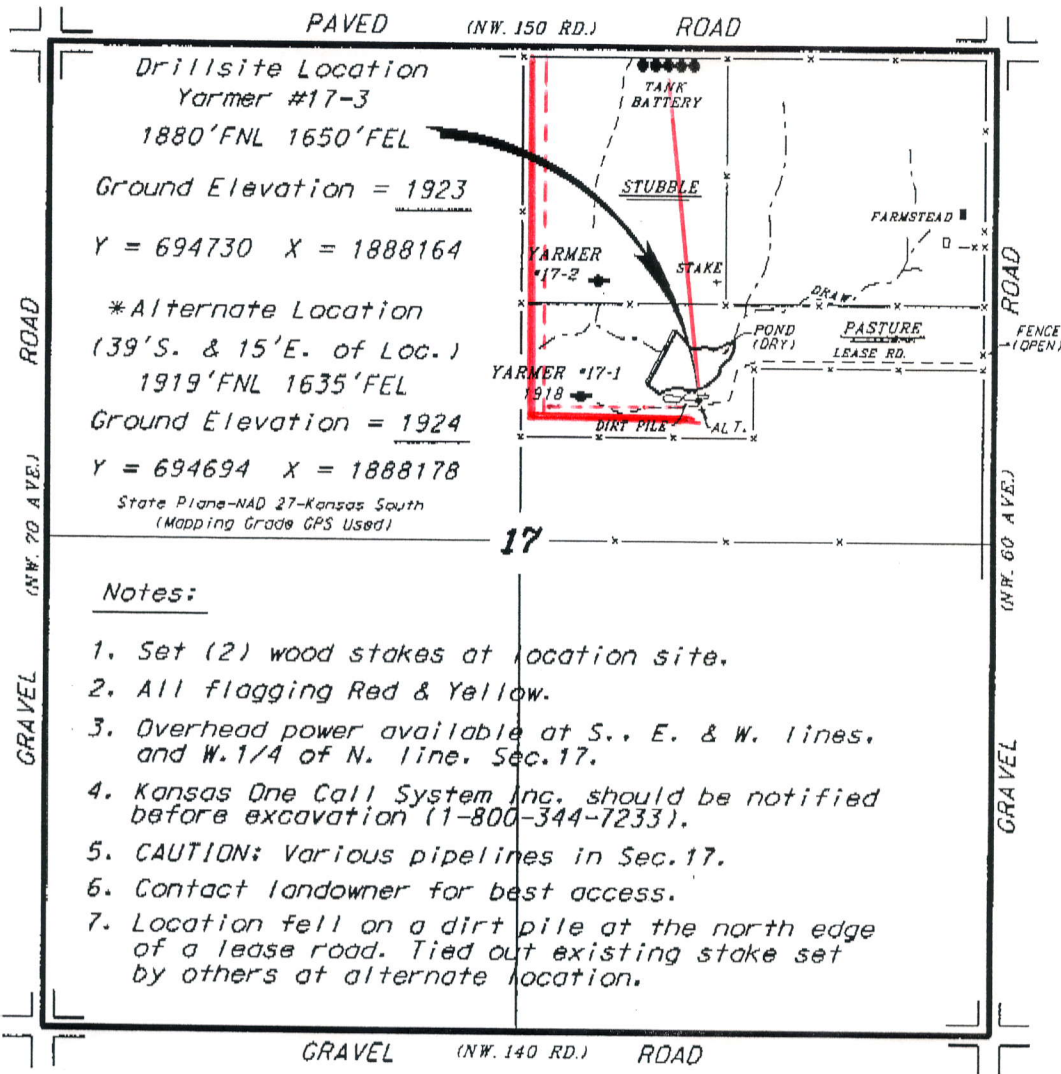 PAVED (NW. 150 RD.) ROAD
Drillsite Location
Yarmer #17-3
1880'FNL 1650'FEL
Ground Elevation = 1923
Y = 694730 X = 1888164
*Alternate Location
(39'S. & 15'E. of Loc.)
1919'FNL 1635'FEL
Ground Elevation = 1924
Y = 694694 X = 1888178
State Plane-NAD 27-Kansas South
(Mapping Grade GPS Used)
TANK
BATTERY
STUBBLE
FARMSTEAD
YARMER
#17-2
STAKE
DRAW.
POND
(DRY)
PASTURE
LEASE RD.
FENCE
(OPEN)
YARMER #17-1
1918
DIRT PILE
ALT.
ROAD
(NW. 70 AVE.)
GRAVEL
ROAD
(NW. 60 AVE.)
GRAVEL
17
Notes:
1. Set (2) wood stakes at location site.
2. All flagging Red & Yellow.
3. Overhead power available at S., E. & W. lines.
and W.1/4 of N. line. Sec.17.
4. Kansas One Call System Inc. should be notified
before excavation (1-800-344-7233).
5. CAUTION: Various pipelines in Sec.17.
6. Contact landowner for best access.
7. Location fell on a dirt pile at the north edge
of a lease road. Tied out existing stake set
by others at alternate location.
GRAVEL (NW. 140 RD.) ROAD